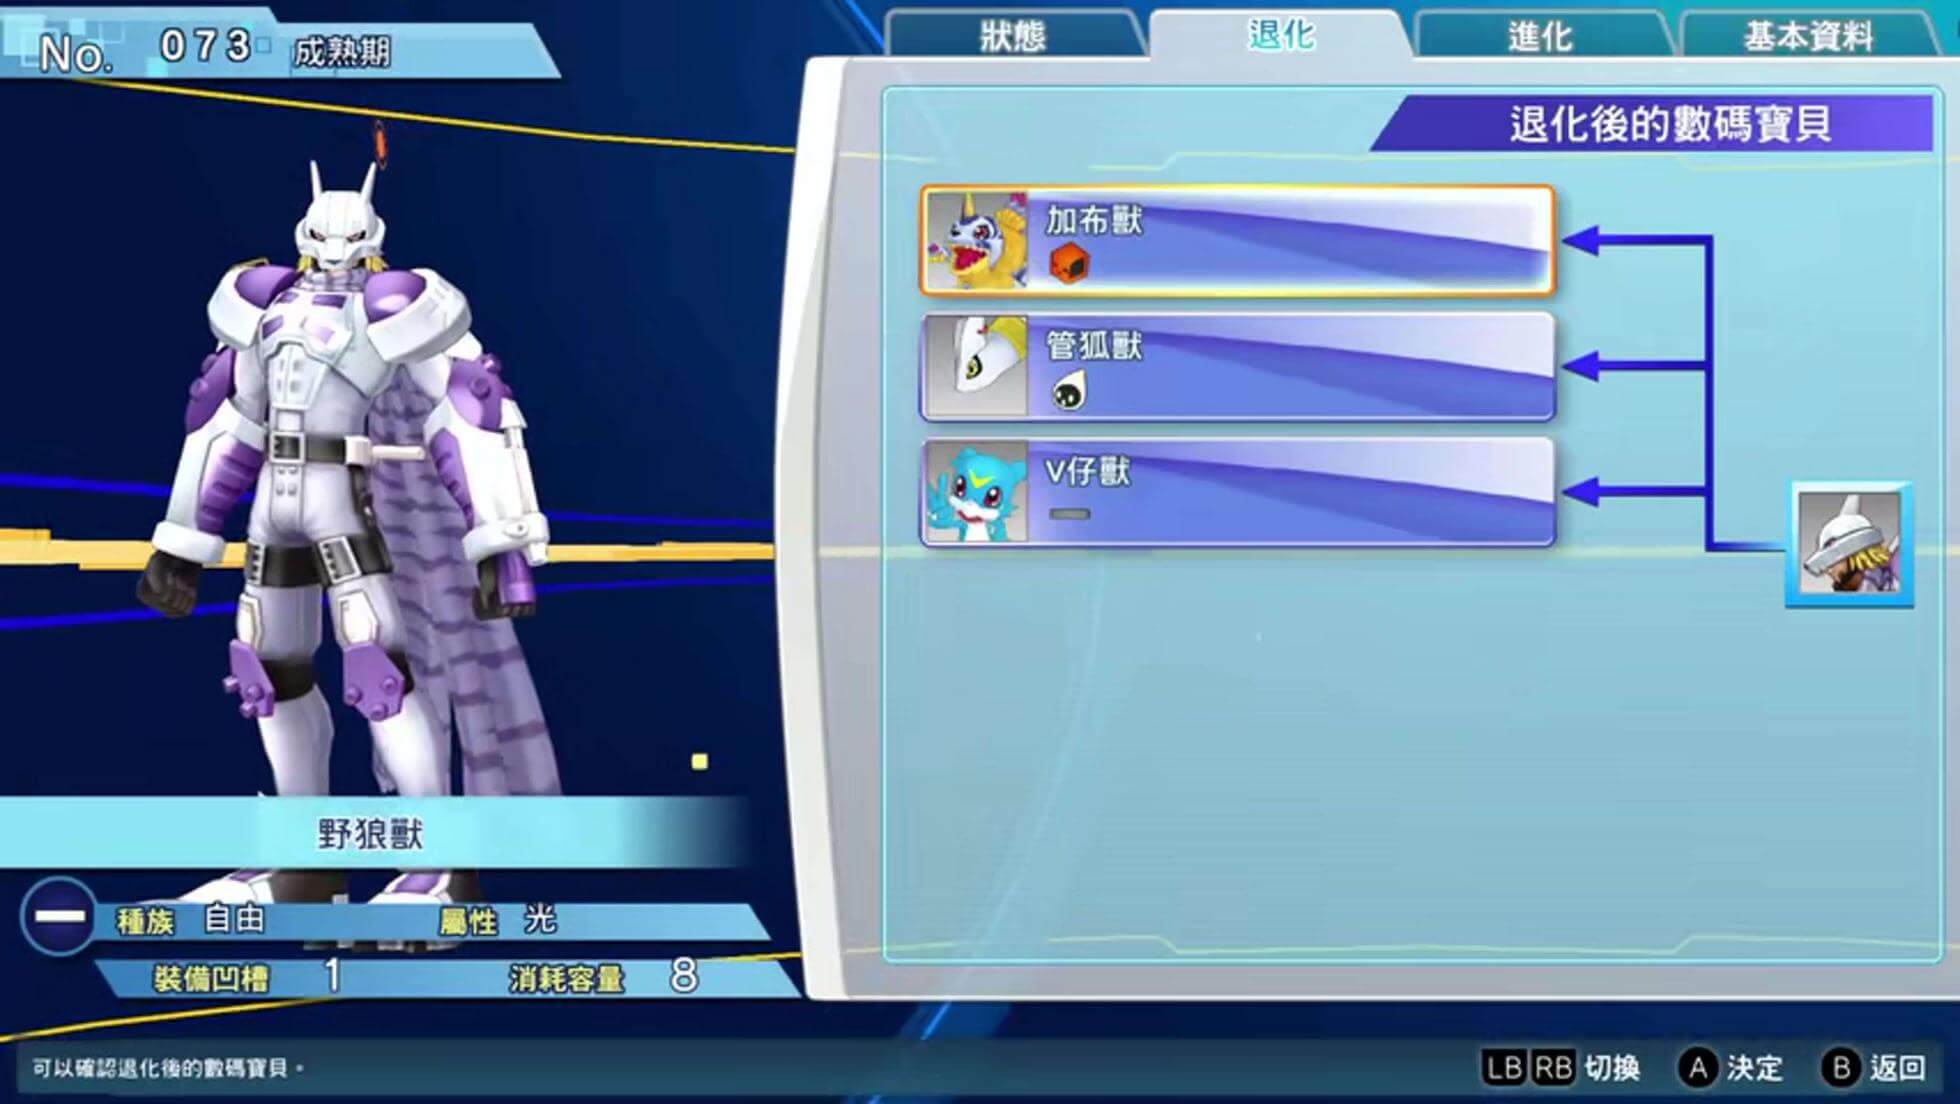 No. 073 成熟期
狀態 退化 進化 基本資料
退化後的數碼寶貝
加布獸
管狐獸
V仔獸
野狼獸
種族 自由 屬性 光
裝備凹槽 1 消耗容量 8
可以確認退化後的數碼寶貝。
LB RB 切換 A 決定 B 返回